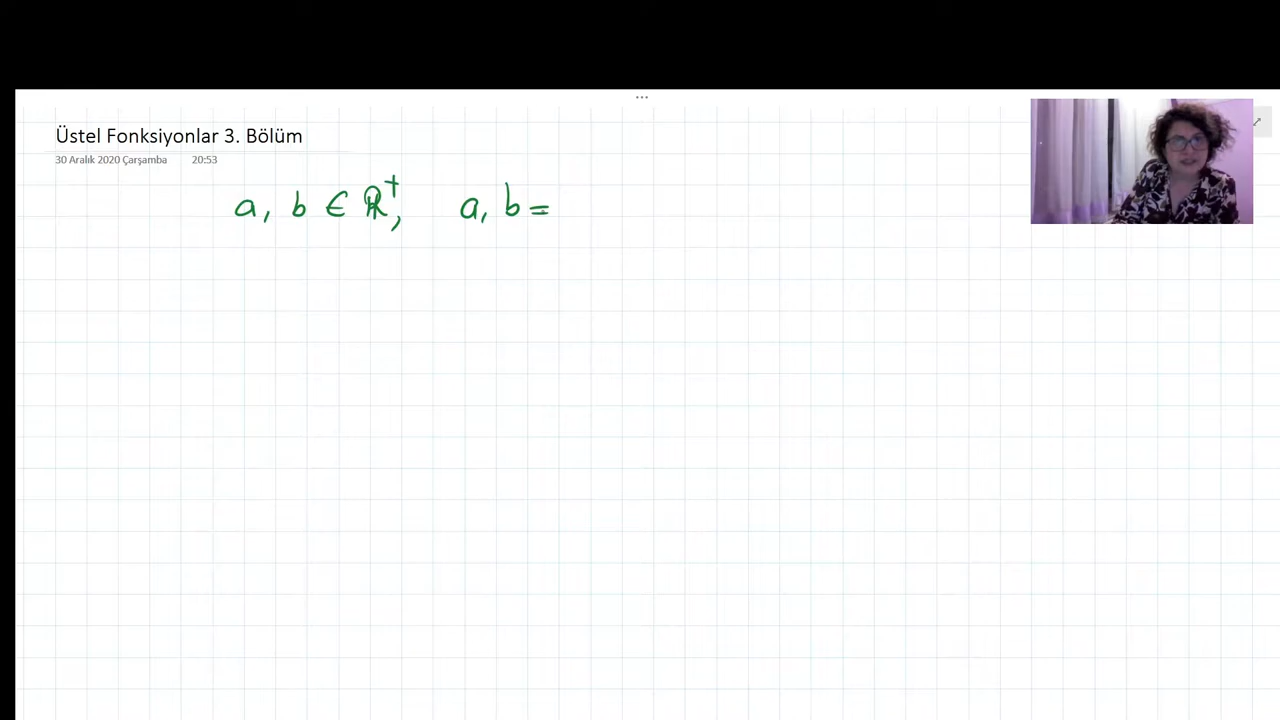 Üstel Fonksiyonlar 3. Bölüm
30 Aralık 2020 Çarşamba 20:53
a, b ∈ ℝ⁺, a, b =